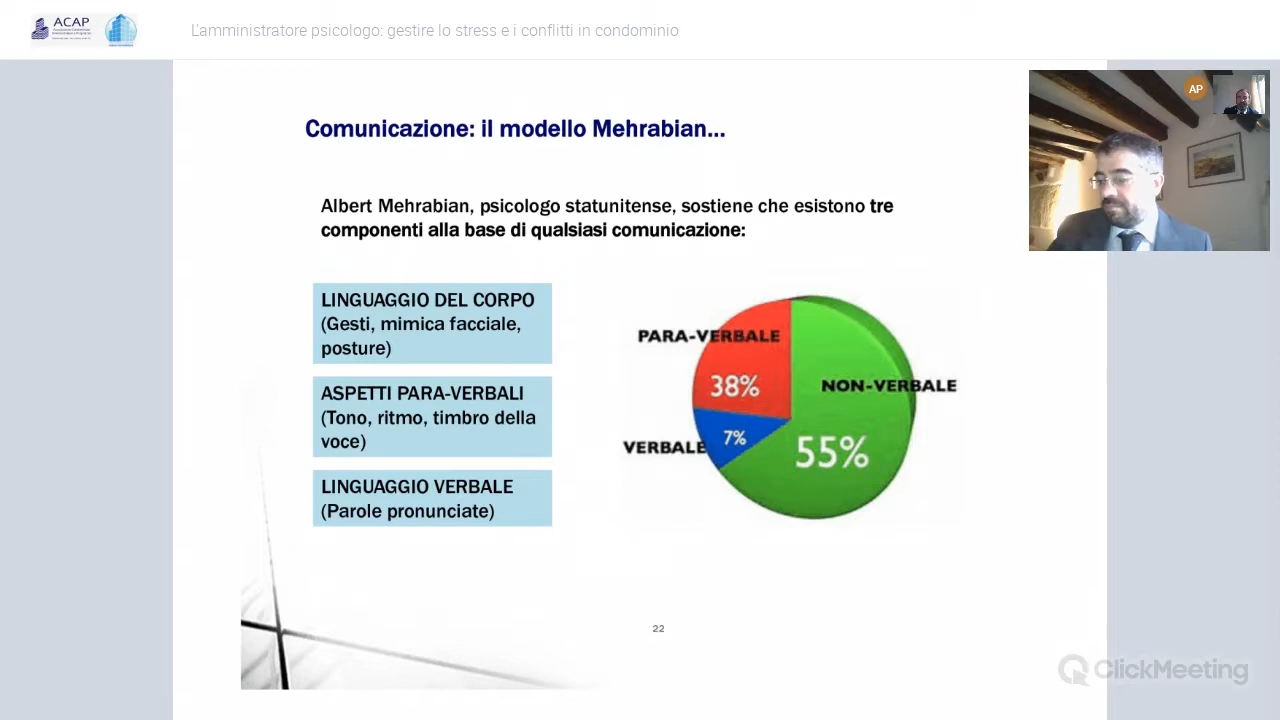 ACAP
L'amministratore psicologo: gestire lo stress e i conflitti in condominio
AP
Comunicazione: il modello Mehrabian...
Albert Mehrabian, psicologo statunitense, sostiene che esistono tre
componenti alla base di qualsiasi comunicazione:
LINGUAGGIO DEL CORPO
(Gesti, mimica facciale,
posture)
ASPETTI PARA-VERBALI
(Tono, ritmo, timbro della
voce)
LINGUAGGIO VERBALE
(Parole pronunciate)
PARA-VERBALE
38%
NON-VERBALE
VERBALE
7%
55%
22
ClickMeeting